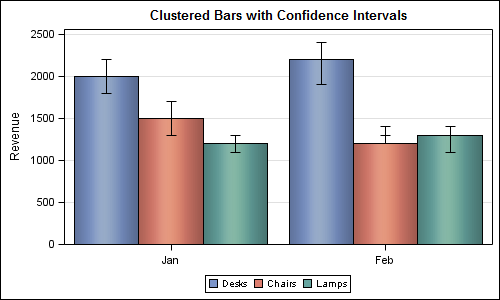 Clustered Bars with Confidence Intervals
2500
2000
1500
1000
500
0
Revenue
Jan Feb
Desks Chairs Lamps